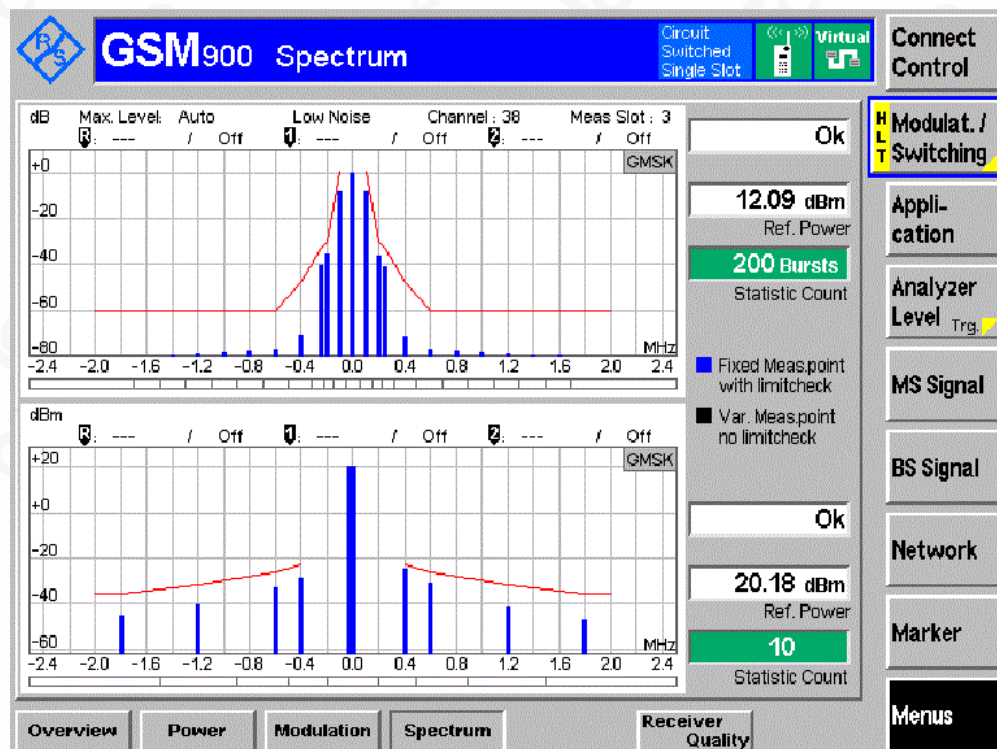 R&S
GSM900 Spectrum
Circuit Switched Single Slot
Virtual
Connect Control
dB Max. Level: Auto Low Noise Channel : 38 Meas Slot : 3
R: --- / Off 1: --- / Off 2: --- / Off
GMSK
+0
-20
-40
-60
-80
MHz
-2.4 -2.0 -1.6 -1.2 -0.8 -0.4 0.0 0.4 0.8 1.2 1.6 2.0 2.4
Ok
12.09 dBm
Ref. Power
200 Bursts
Statistic Count
Fixed Meas.point
with limitcheck
Var. Meas.point
no limitcheck
dBm
R: --- / Off 1: --- / Off 2: --- / Off
GMSK
+20
+0
-20
-40
-60
MHz
-2.4 -2.0 -1.6 -1.2 -0.8 -0.4 0.0 0.4 0.8 1.2 1.6 2.0 2.4
Ok
20.18 dBm
Ref. Power
10
Statistic Count
HLT
Modulat. /
Switching
Appli-
cation
Analyzer
Level Trg.
MS Signal
BS Signal
Network
Marker
Menus
Overview Power Modulation Spectrum Receiver Quality